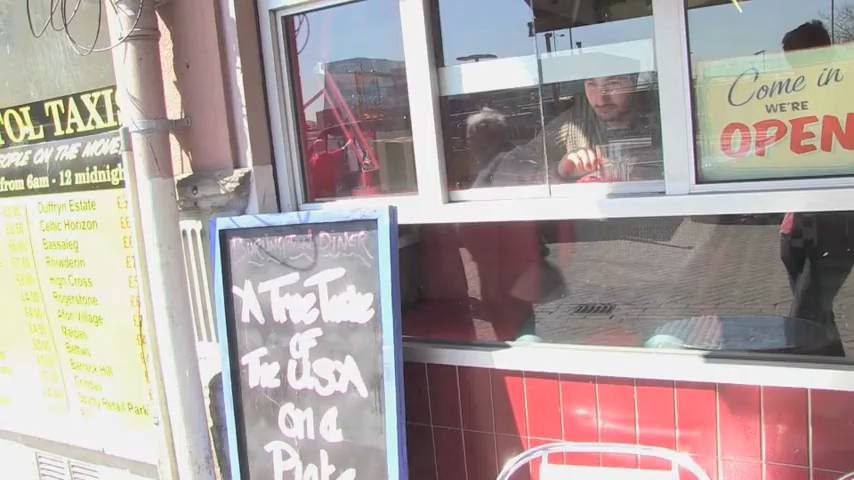 TOL TAXIS
PEOPLE ON THE MOVE
from 6am - 12 midnight
Duffryn Estate
Celtic Horizon
Bassaleg
Rhiwderin
High Cross
Rogerstone
Afon Village
Malpas
Bettws
Barrack Hill
Spytty Retail Park
DINER
A True Taste
of
The USA
on a
Plate
Come in
WE'RE
OPEN